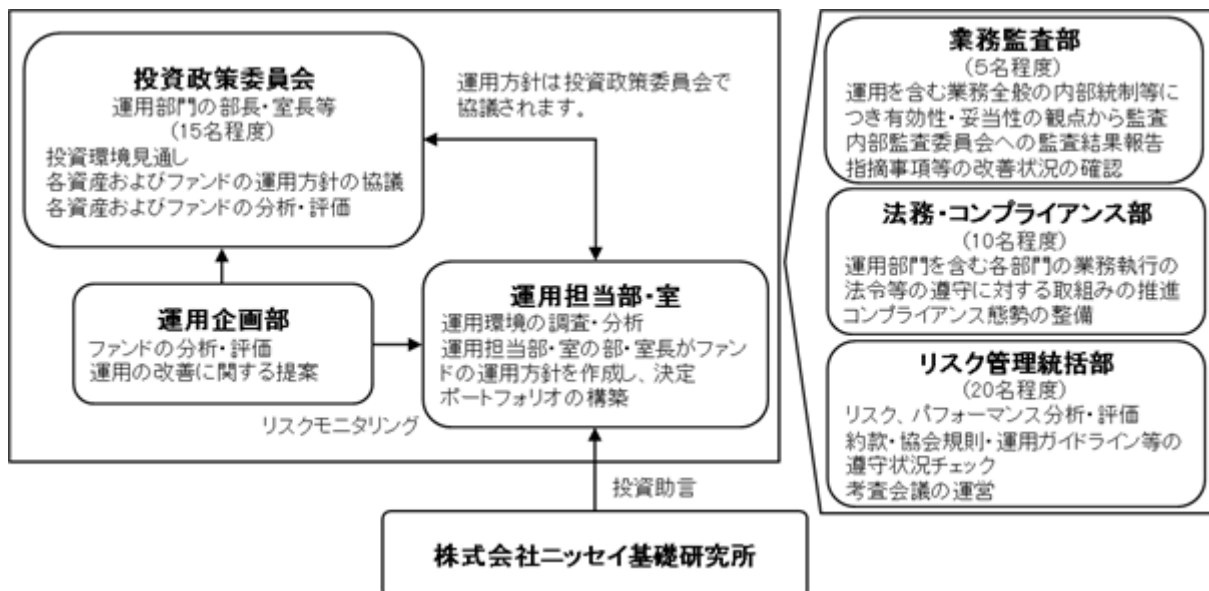 投資政策委員会
運用部門の部長・室長等
(15名程度)
投資環境見通し
各資産およびファンドの運用方針の協議
各資産およびファンドの分析・評価
運用方針は投資政策委員会で
協議されます。
運用企画部
ファンドの分析・評価
運用の改善に関する提案
リスクモニタリング
運用担当部・室
運用環境の調査・分析
運用担当部・室の部・室長がファン
ドの運用方針を作成し、決定
ポートフォリオの構築
投資助言
株式会社ニッセイ基礎研究所
業務監査部
(5名程度)
運用を含む業務全般の内部統制等に
つき有効性・妥当性の観点から監査
内部監査委員会への監査結果報告
指摘事項等の改善状況の確認
法務・コンプライアンス部
(10名程度)
運用部門を含む各部門の業務執行の
法令等の遵守に対する取組みの推進
コンプライアンス態勢の整備
リスク管理統括部
(20名程度)
リスク、パフォーマンス分析・評価
約款・協会規則・運用ガイドライン等の
遵守状況チェック
考査会議の運営